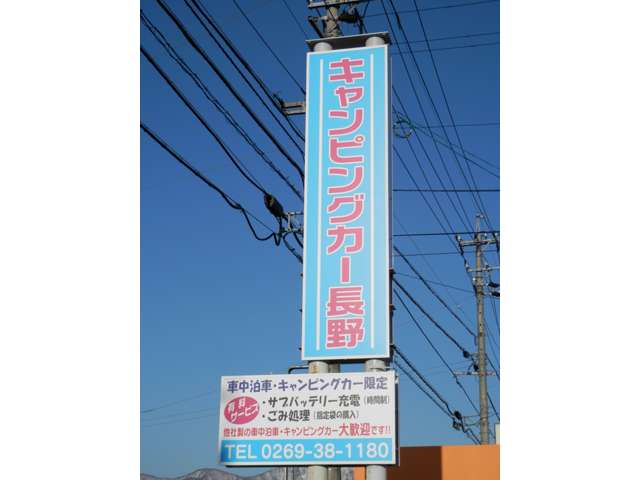 キャンピングカー長野
車中泊車・キャンピングカー限定
有料サービス
・サブバッテリー充電（時間制）
・ごみ処理（指定袋の購入）
他社製の車中泊車・キャンピングカー大歓迎です!!
TEL 0269-38-1180